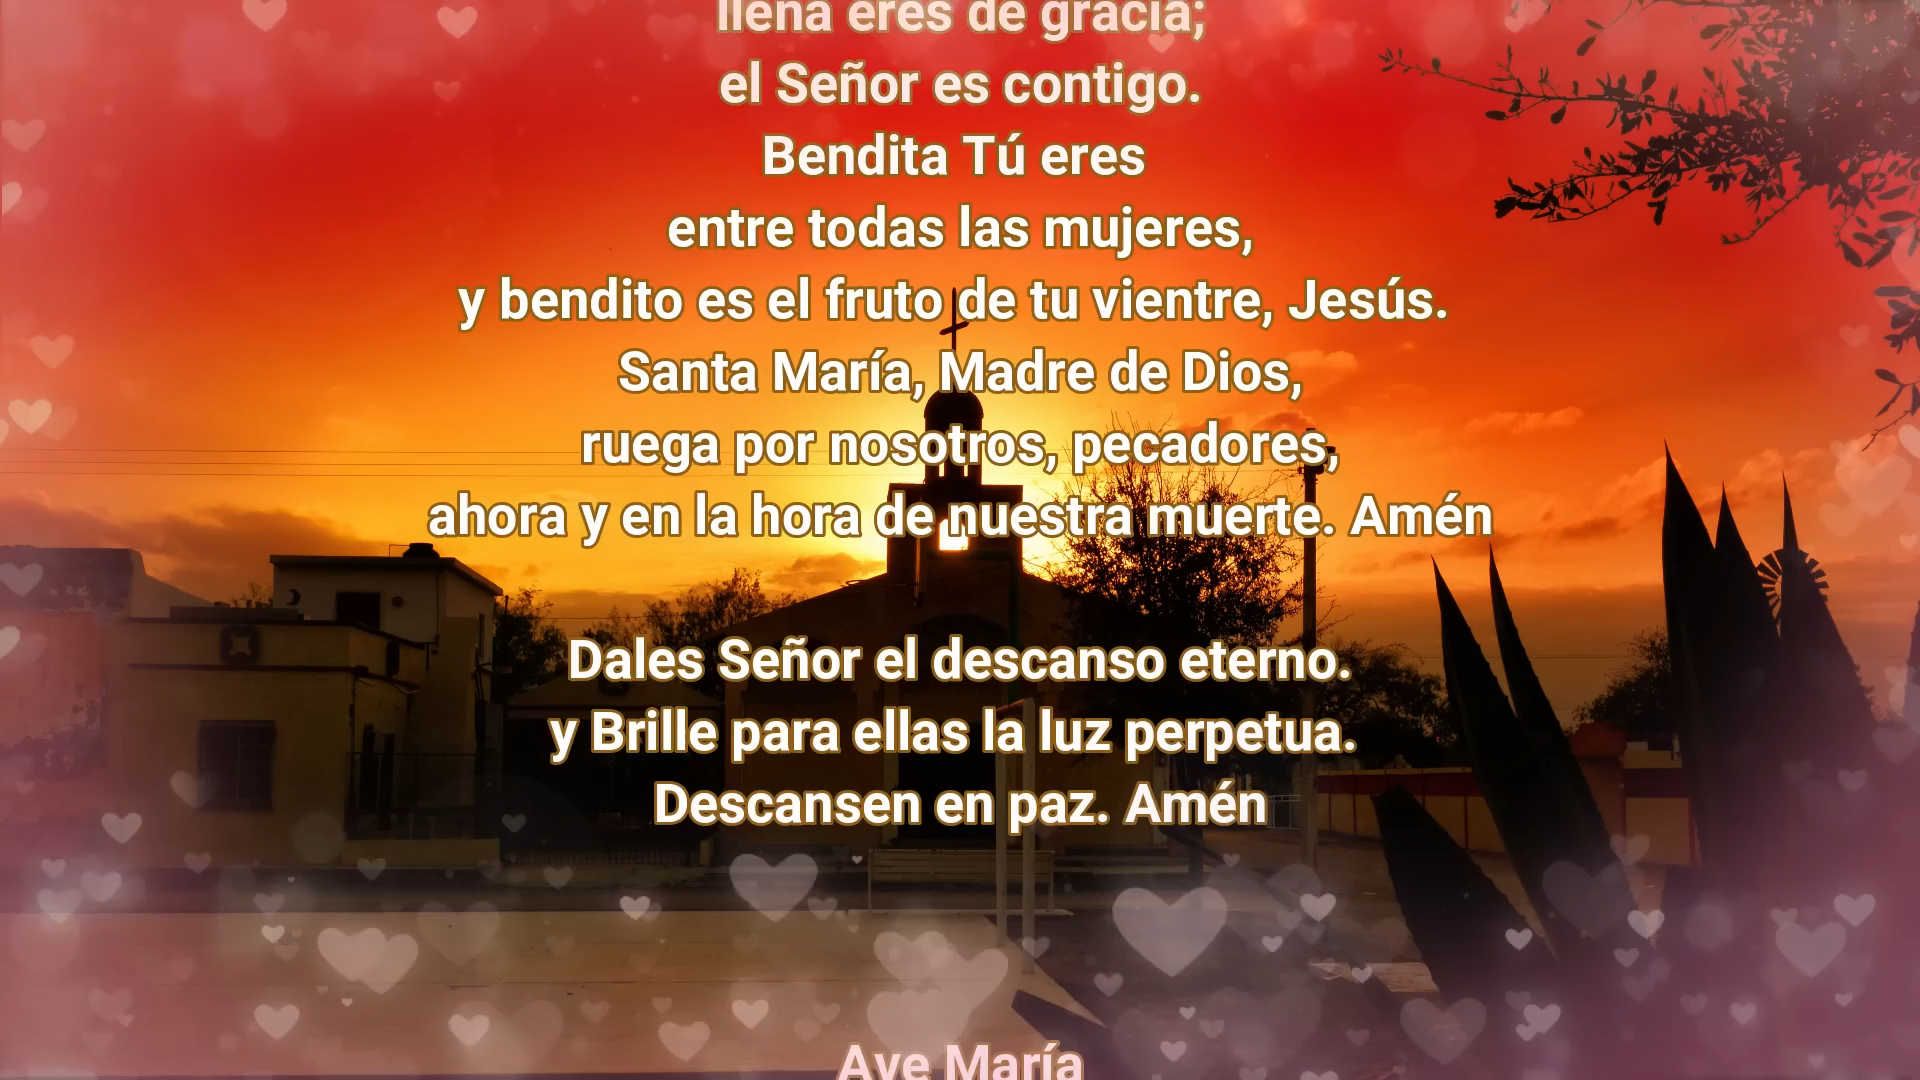 llena eres de gracia;
el Señor es contigo.
Bendita Tú eres
entre todas las mujeres,
y bendito es el fruto de tu vientre, Jesús.
Santa María, Madre de Dios,
ruega por nosotros, pecadores,
ahora y en la hora de nuestra muerte. Amén
Dales Señor el descanso eterno.
y Brille para ellas la luz perpetua.
Descansen en paz. Amén
Ave María